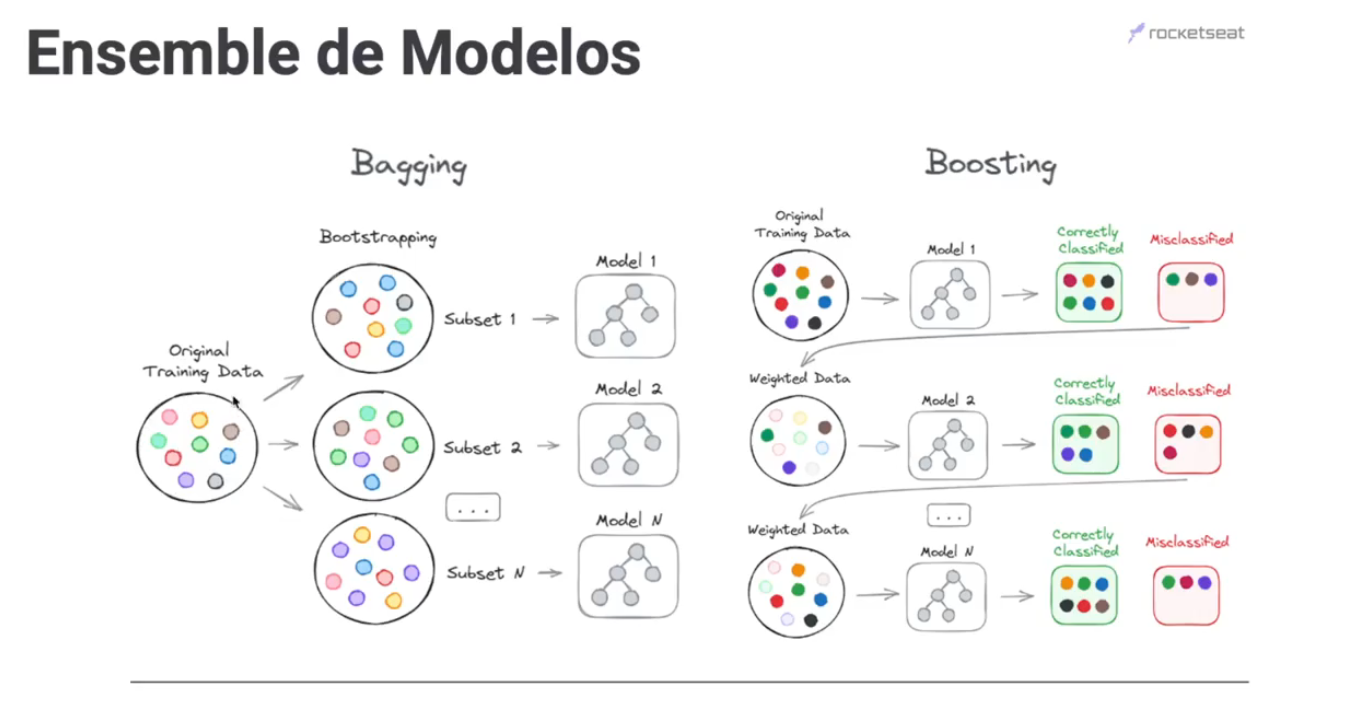 Ensemble de Modelos
rocketseat
Bagging
Bootstrapping
Original
Training Data
Subset 1
Model 1
Subset 2
Model 2
...
Subset N
Model N
Boosting
Original
Training Data
Model 1
Correctly
Classified
Misclassified
Weighted Data
Model 2
Correctly
Classified
Misclassified
...
Weighted Data
Model N
Correctly
Classified
Misclassified